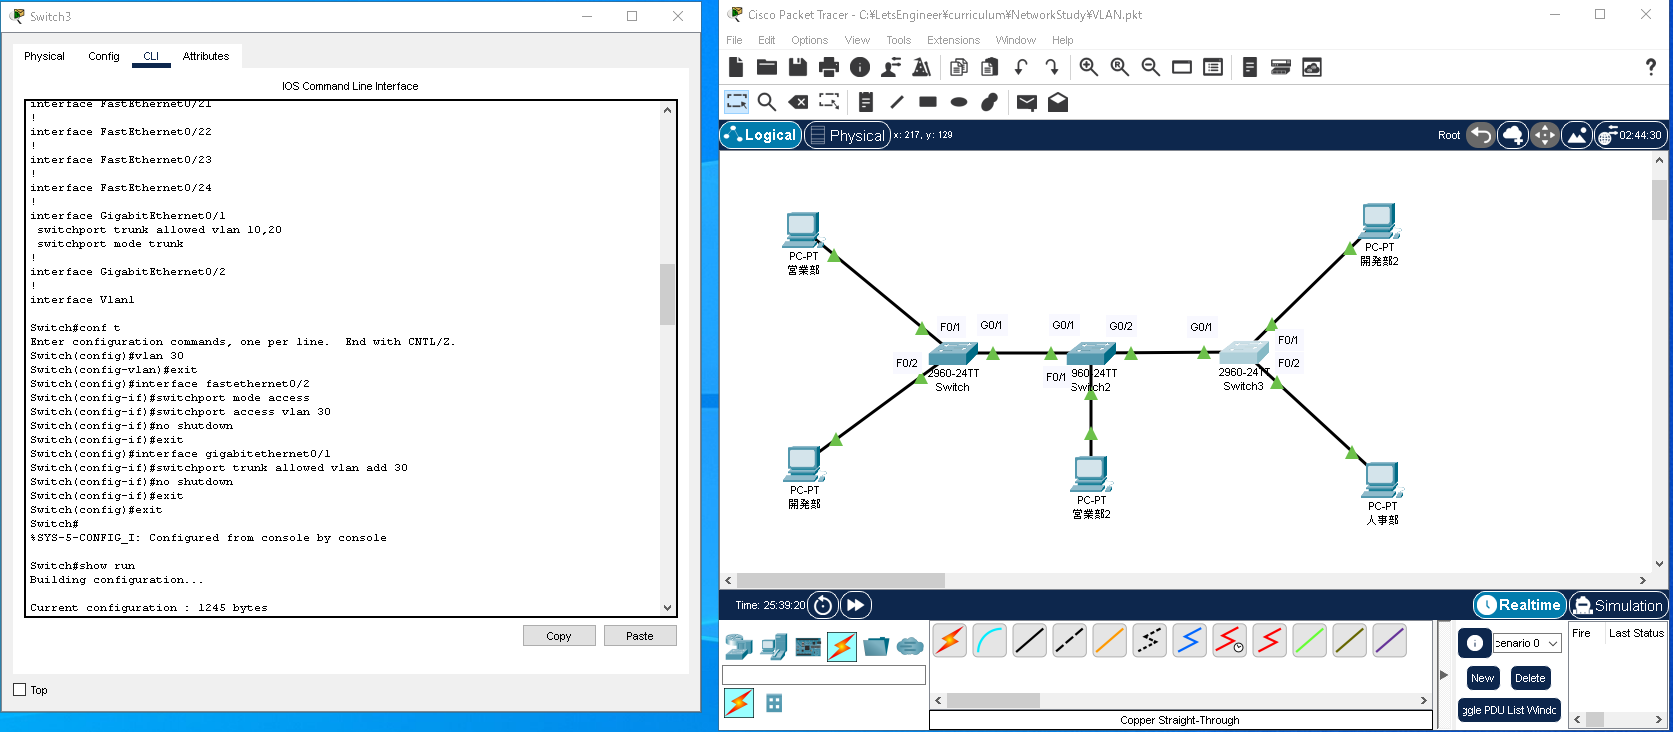 Switch3
Physical
Config
CLI
Attributes
IOS Command Line Interface
interface FastEthernet0/21
!
interface FastEthernet0/22
!
interface FastEthernet0/23
!
interface FastEthernet0/24
!
interface GigabitEthernet0/1
switchport trunk allowed vlan 10,20
switchport mode trunk
!
interface GigabitEthernet0/2
!
interface Vlan1
Switch#conf t
Enter configuration commands, one per line.  End with CNTL/Z.
Switch(config)#vlan 30
Switch(config-vlan)#exit
Switch(config)#interface fastethernet0/2
Switch(config-if)#switchport mode access
Switch(config-if)#switchport access vlan 30
Switch(config-if)#no shutdown
Switch(config-if)#exit
Switch(config)#interface gigabitethernet0/1
Switch(config-if)#switchport trunk allowed vlan add 30
Switch(config-if)#no shutdown
Switch(config-if)#exit
Switch(config)#exit
Switch#
%SYS-5-CONFIG_I: Configured from console by console
Switch#show run
Building configuration...
Current configuration : 1245 bytes
Copy
Paste
Top
Cisco Packet Tracer - C:¥LetsEngineer¥curriculum¥NetworkStudy¥VLAN.pkt
File Edit Options View Tools Extensions Window Help
Logical
Physical
x: 217, y: 129
Root
02:44:30
PC-PT
営業部
PC-PT
開発部2
F0/1
G0/1
G0/1
G0/2
G0/1
F0/1
F0/2
F0/2
2960-24TT
Switch
F0/1
960-24TT
Switch2
2960-24TT
Switch3
PC-PT
開発部
PC-PT
営業部2
PC-PT
人事部
Time: 25:39:20
Realtime
Simulation
cenario 0
Fire
Last Status
New
Delete
ggle PDU List Windo
Copper Straight-Through